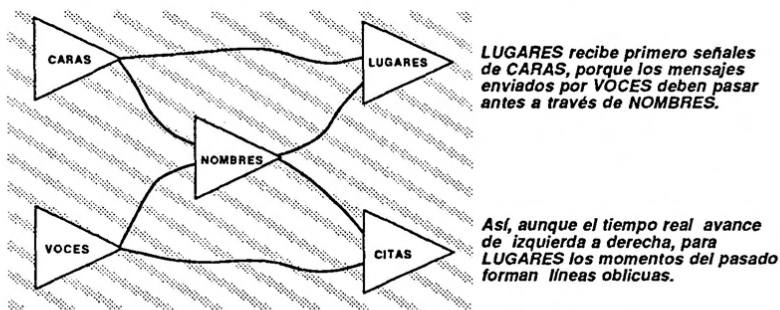 CARAS
LUGARES
NOMBRES
VOCES
CITAS
LUGARES recibe primero señales
de CARAS, porque los mensajes
enviados por VOCES deben pasar
antes a través de NOMBRES.
Así, aunque el tiempo real avance
de izquierda a derecha, para
LUGARES los momentos del pasado
forman líneas oblicuas.